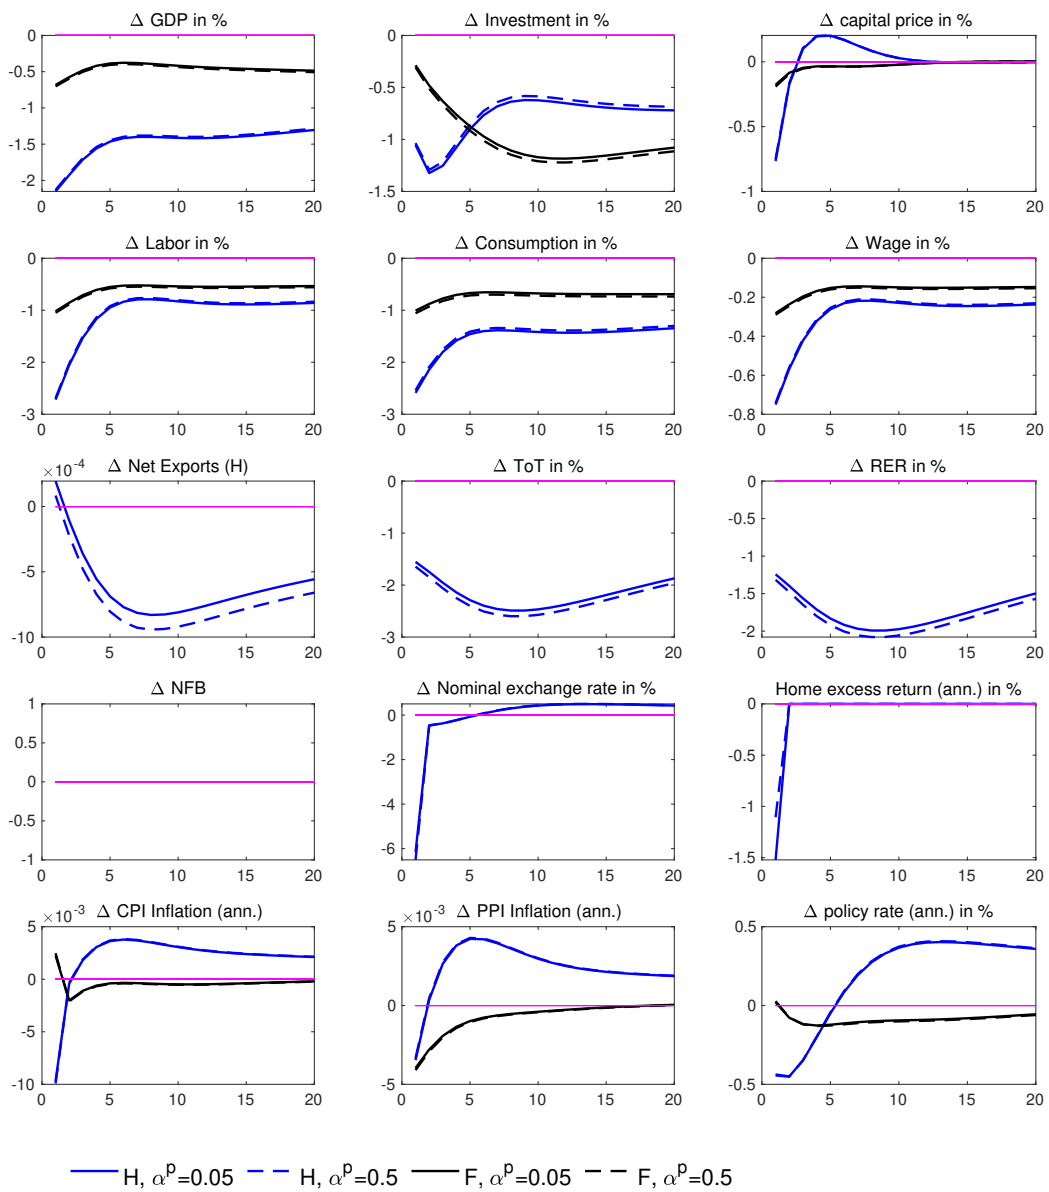 Δ GDP in % Δ Investment in % Δ capital price in %
0 0 0
-0.5 -0.5 -0.5
-1 -1 -1
-1.5 -1.5
-2
0 5 10 15 20 0 5 10 15 20 0 5 10 15 20
Δ Labor in % Δ Consumption in % Δ Wage in %
0 0 0
-1 -1 -0.2
-2 -2 -0.4
-3 -3 -0.6
-0.8
0 5 10 15 20 0 5 10 15 20 0 5 10 15 20
×10⁻⁴ Δ Net Exports (H) Δ ToT in % Δ RER in %
0 0 0
-5 -1 -0.5
-10 -2 -1
-3 -1.5
-2
0 5 10 15 20 0 5 10 15 20 0 5 10 15 20
Δ NFB Δ Nominal exchange rate in % Home excess return (ann.) in %
1 0 0
0.5 -2 -0.5
0 -4 -1
-0.5 -6 -1.5
-1
0 5 10 15 20 0 5 10 15 20 0 5 10 15 20
×10⁻³ Δ CPI Inflation (ann.) ×10⁻³ Δ PPI Inflation (ann.) Δ policy rate (ann.) in %
5 5 0.5
0 0 0
-5 -5 -0.5
-10
0 5 10 15 20 0 5 10 15 20 0 5 10 15 20
H, αᵖ=0.05 H, αᵖ=0.5 F, αᵖ=0.05 F, αᵖ=0.5